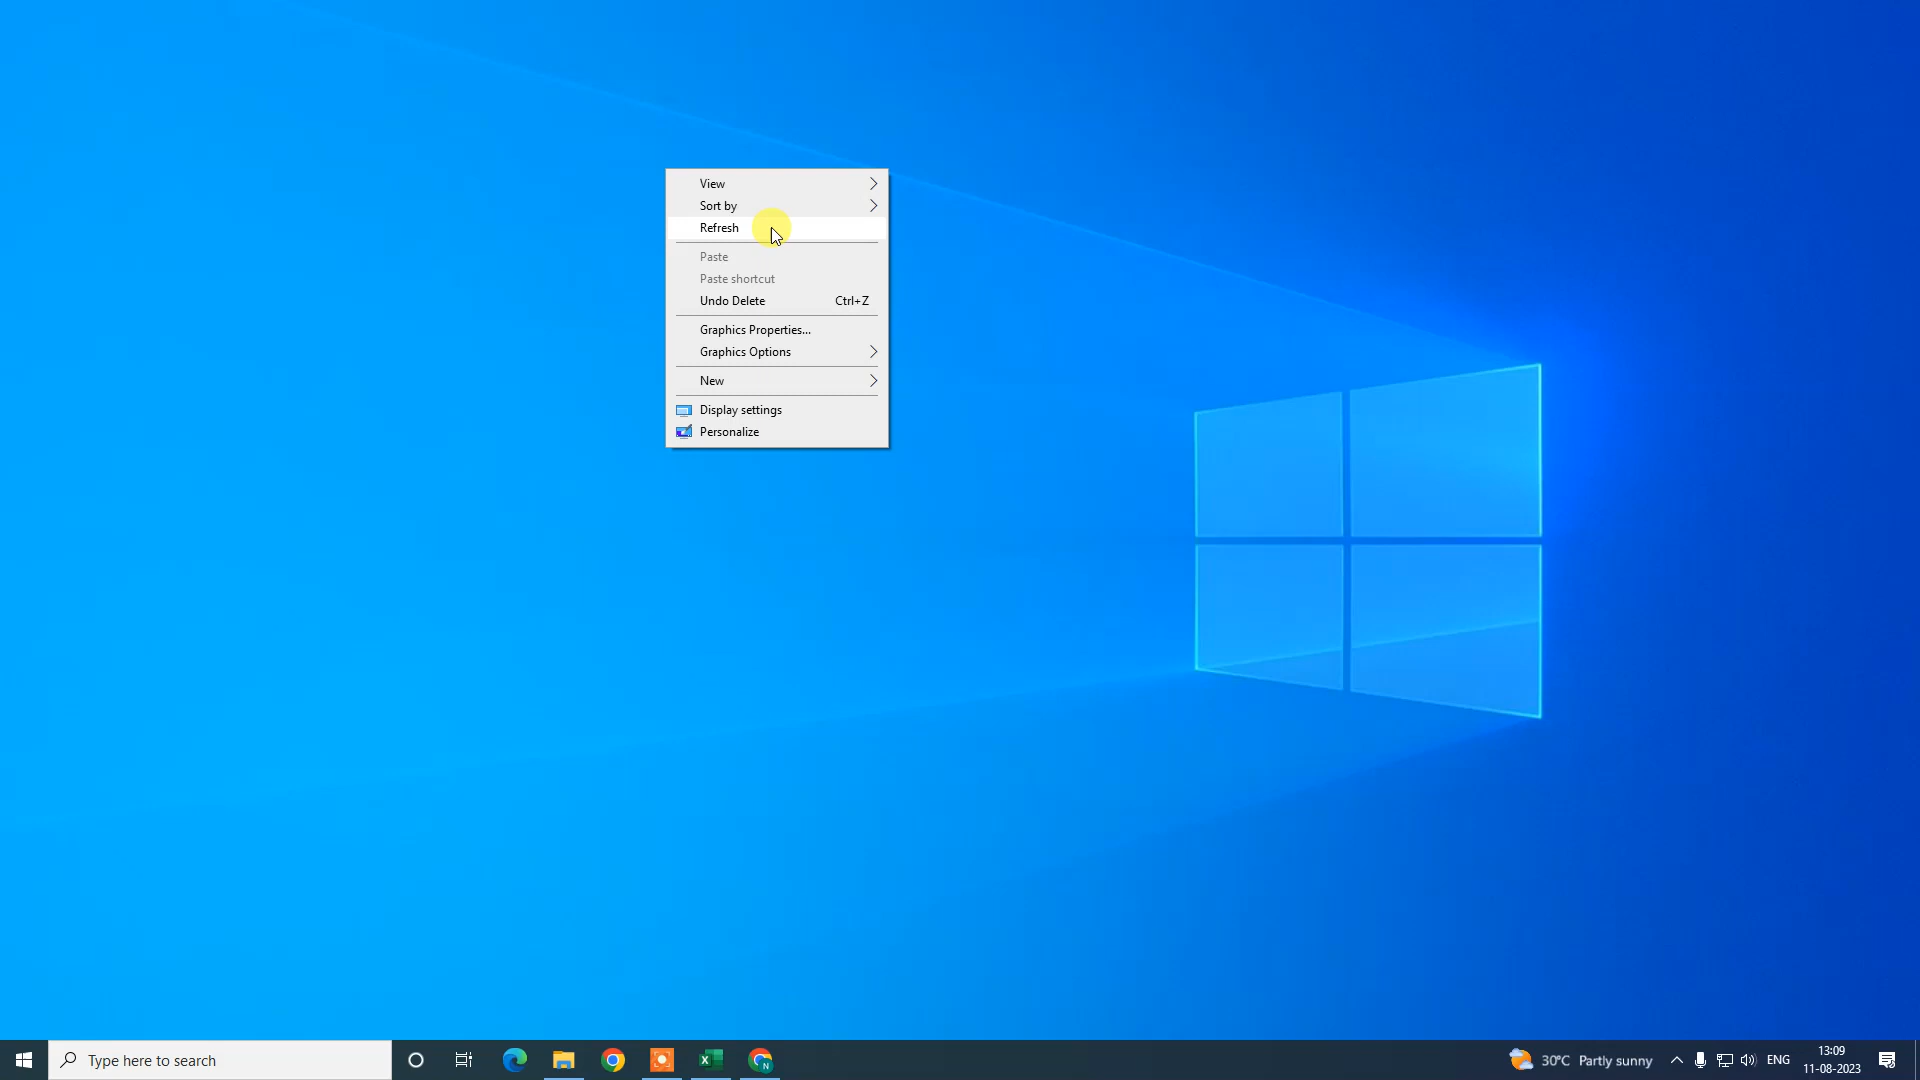 View
Sort by
Refresh
Paste
Paste shortcut
Undo Delete Ctrl+Z
Graphics Properties...
Graphics Options
New
Display settings
Personalize
Type here to search
N
30°C Partly sunny
ENG
13:09
11-08-2023